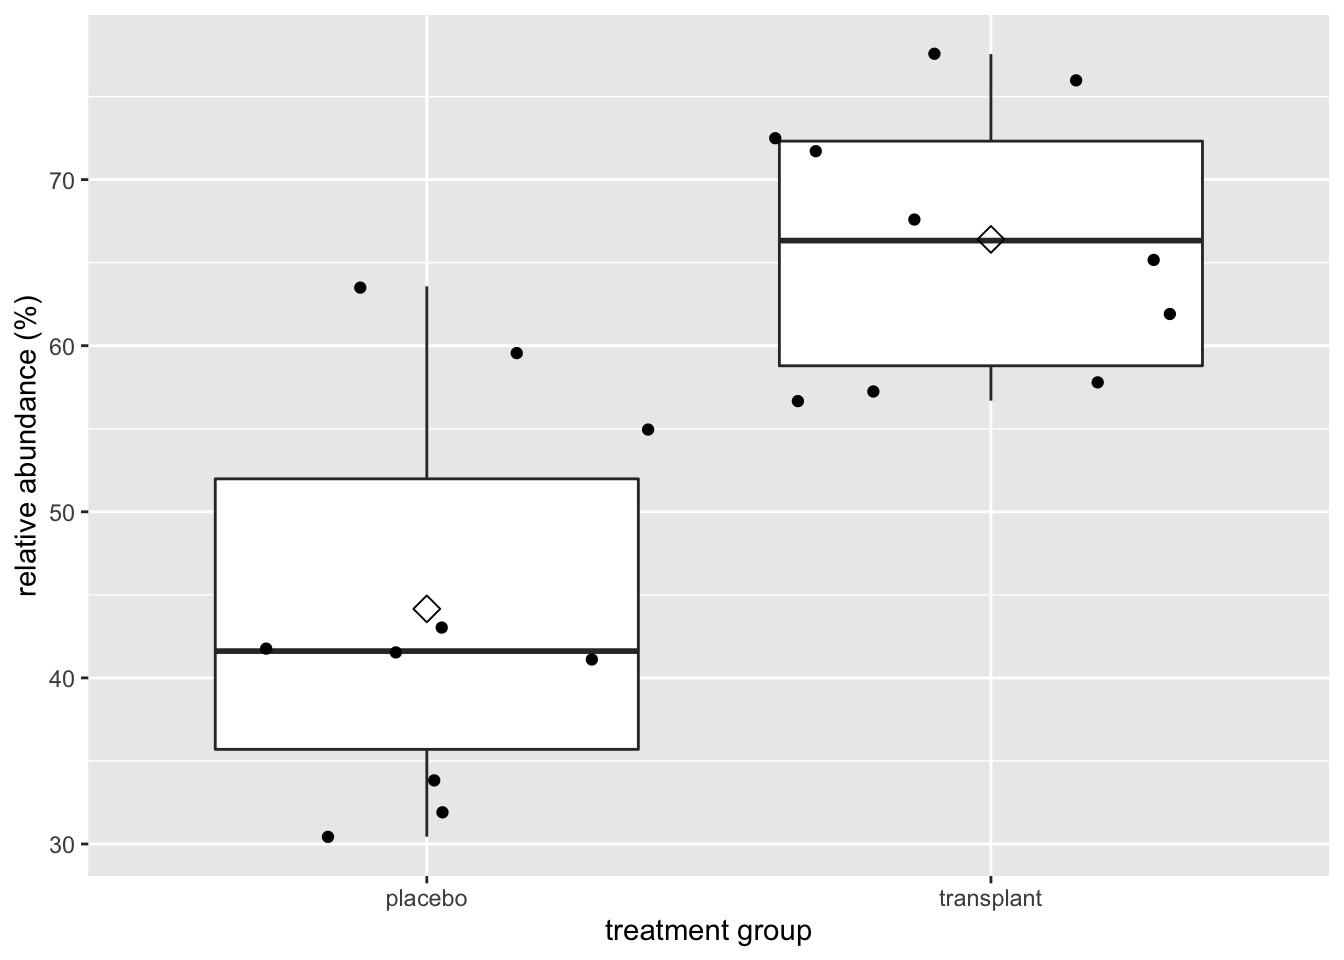 relative abundance (%)
70
60
50
40
30
placebo
transplant
treatment group